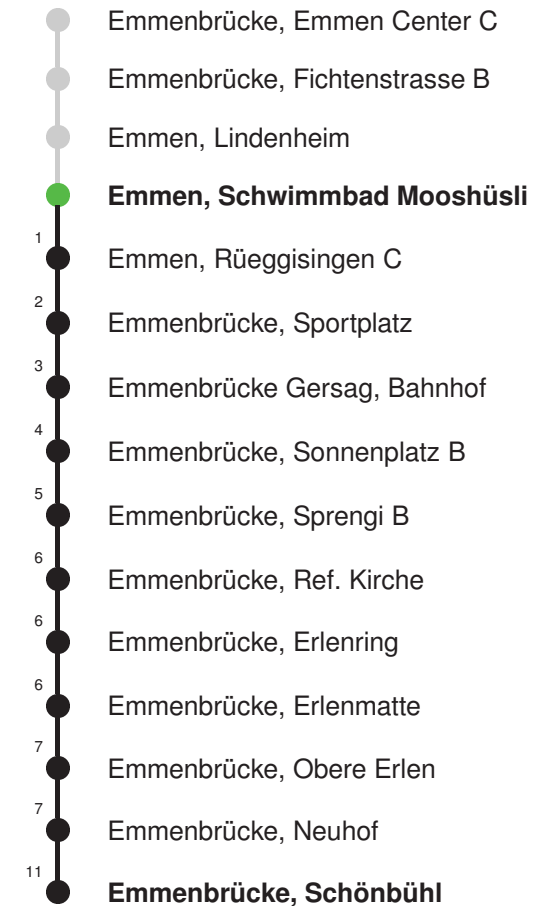 Emmenbrücke, Emmen Center C
Emmenbrücke, Fichtenstrasse B
Emmen, Lindenheim
Emmen, Schwimmbad Mooshüsli
1 Emmen, Rüeggisingen C
2 Emmenbrücke, Sportplatz
3 Emmenbrücke Gersag, Bahnhof
4 Emmenbrücke, Sonnenplatz B
5 Emmenbrücke, Sprengi B
6 Emmenbrücke, Ref. Kirche
6 Emmenbrücke, Erlenring
6 Emmenbrücke, Erlenmatte
7 Emmenbrücke, Obere Erlen
7 Emmenbrücke, Neuhof
11 Emmenbrücke, Schönbühl